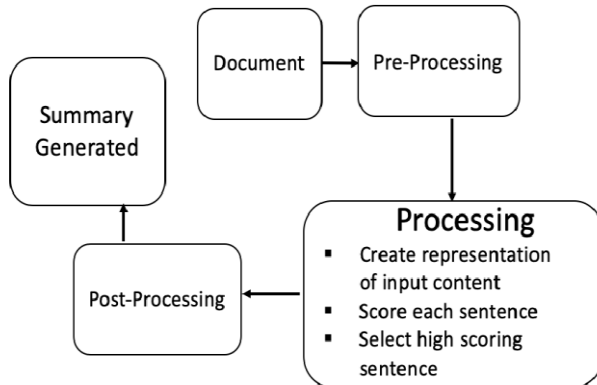 Document
Pre-Processing
Summary
Generated
Processing
▪ Create representation
of input content
▪ Score each sentence
▪ Select high scoring
sentence
Post-Processing